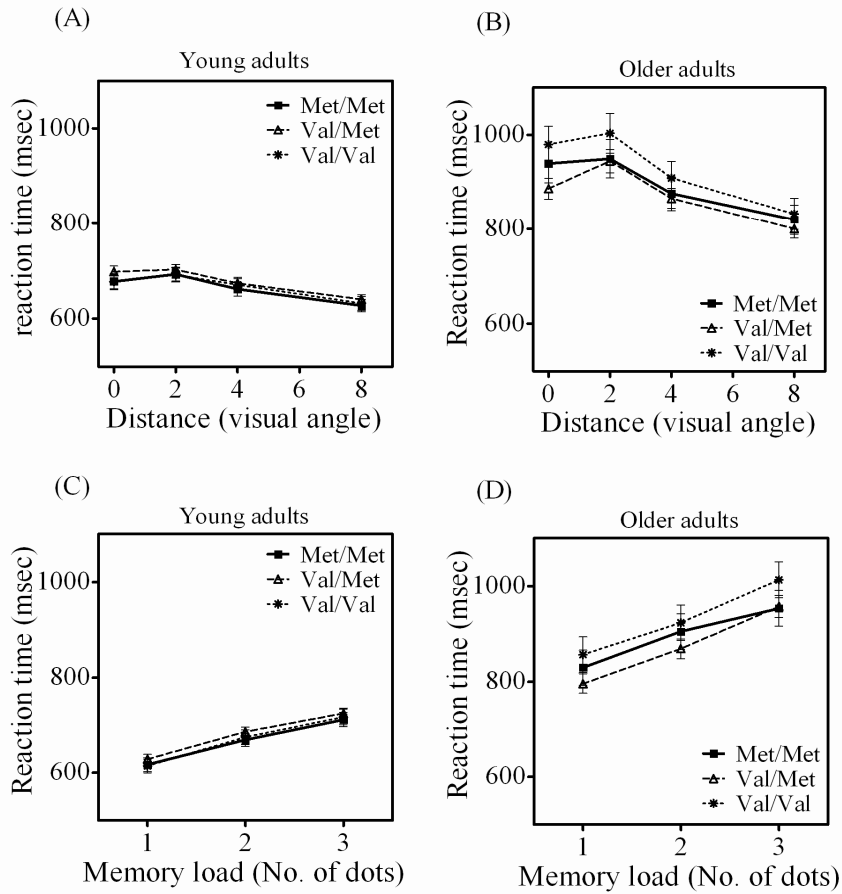 (A)
Young adults
Met/Met
Val/Met
Val/Val
reaction time (msec)
1000
800
600
0 2 4 6 8
Distance (visual angle)
(B)
Older adults
Reaction time (msec)
1000
800
600
Met/Met
Val/Met
Val/Val
0 2 4 6 8
Distance (visual angle)
(C)
Young adults
Met/Met
Val/Met
Val/Val
Reaction time (msec)
1000
800
600
1 2 3
Memory load (No. of dots)
(D)
Older adults
Reaction time (msec)
1000
800
600
Met/Met
Val/Met
Val/Val
1 2 3
Memory load (No. of dots)